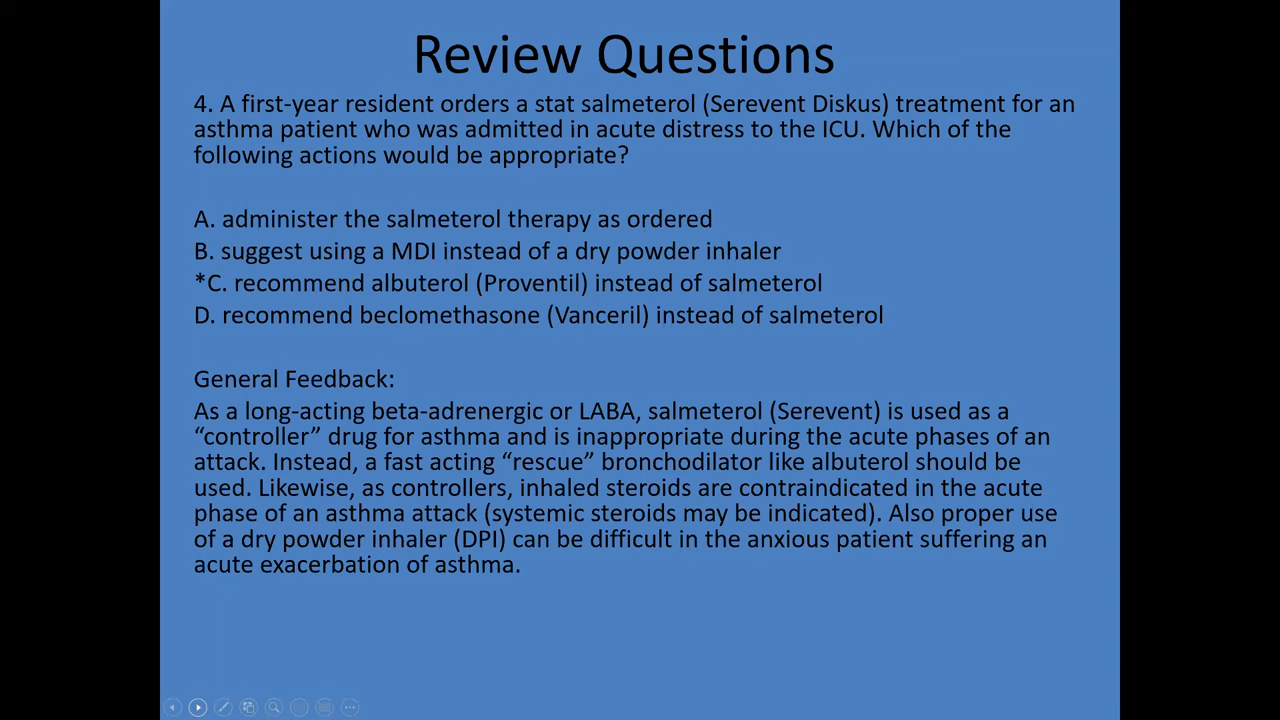 Review Questions
4. A first-year resident orders a stat salmeterol (Serevent Diskus) treatment for an
asthma patient who was admitted in acute distress to the ICU. Which of the
following actions would be appropriate?
A. administer the salmeterol therapy as ordered
B. suggest using a MDI instead of a dry powder inhaler
*C. recommend albuterol (Proventil) instead of salmeterol
D. recommend beclomethasone (Vanceril) instead of salmeterol
General Feedback:
As a long-acting beta-adrenergic or LABA, salmeterol (Serevent) is used as a
“controller” drug for asthma and is inappropriate during the acute phases of an
attack. Instead, a fast acting “rescue” bronchodilator like albuterol should be
used. Likewise, as controllers, inhaled steroids are contraindicated in the acute
phase of an asthma attack (systemic steroids may be indicated). Also proper use
of a dry powder inhaler (DPI) can be difficult in the anxious patient suffering an
acute exacerbation of asthma.